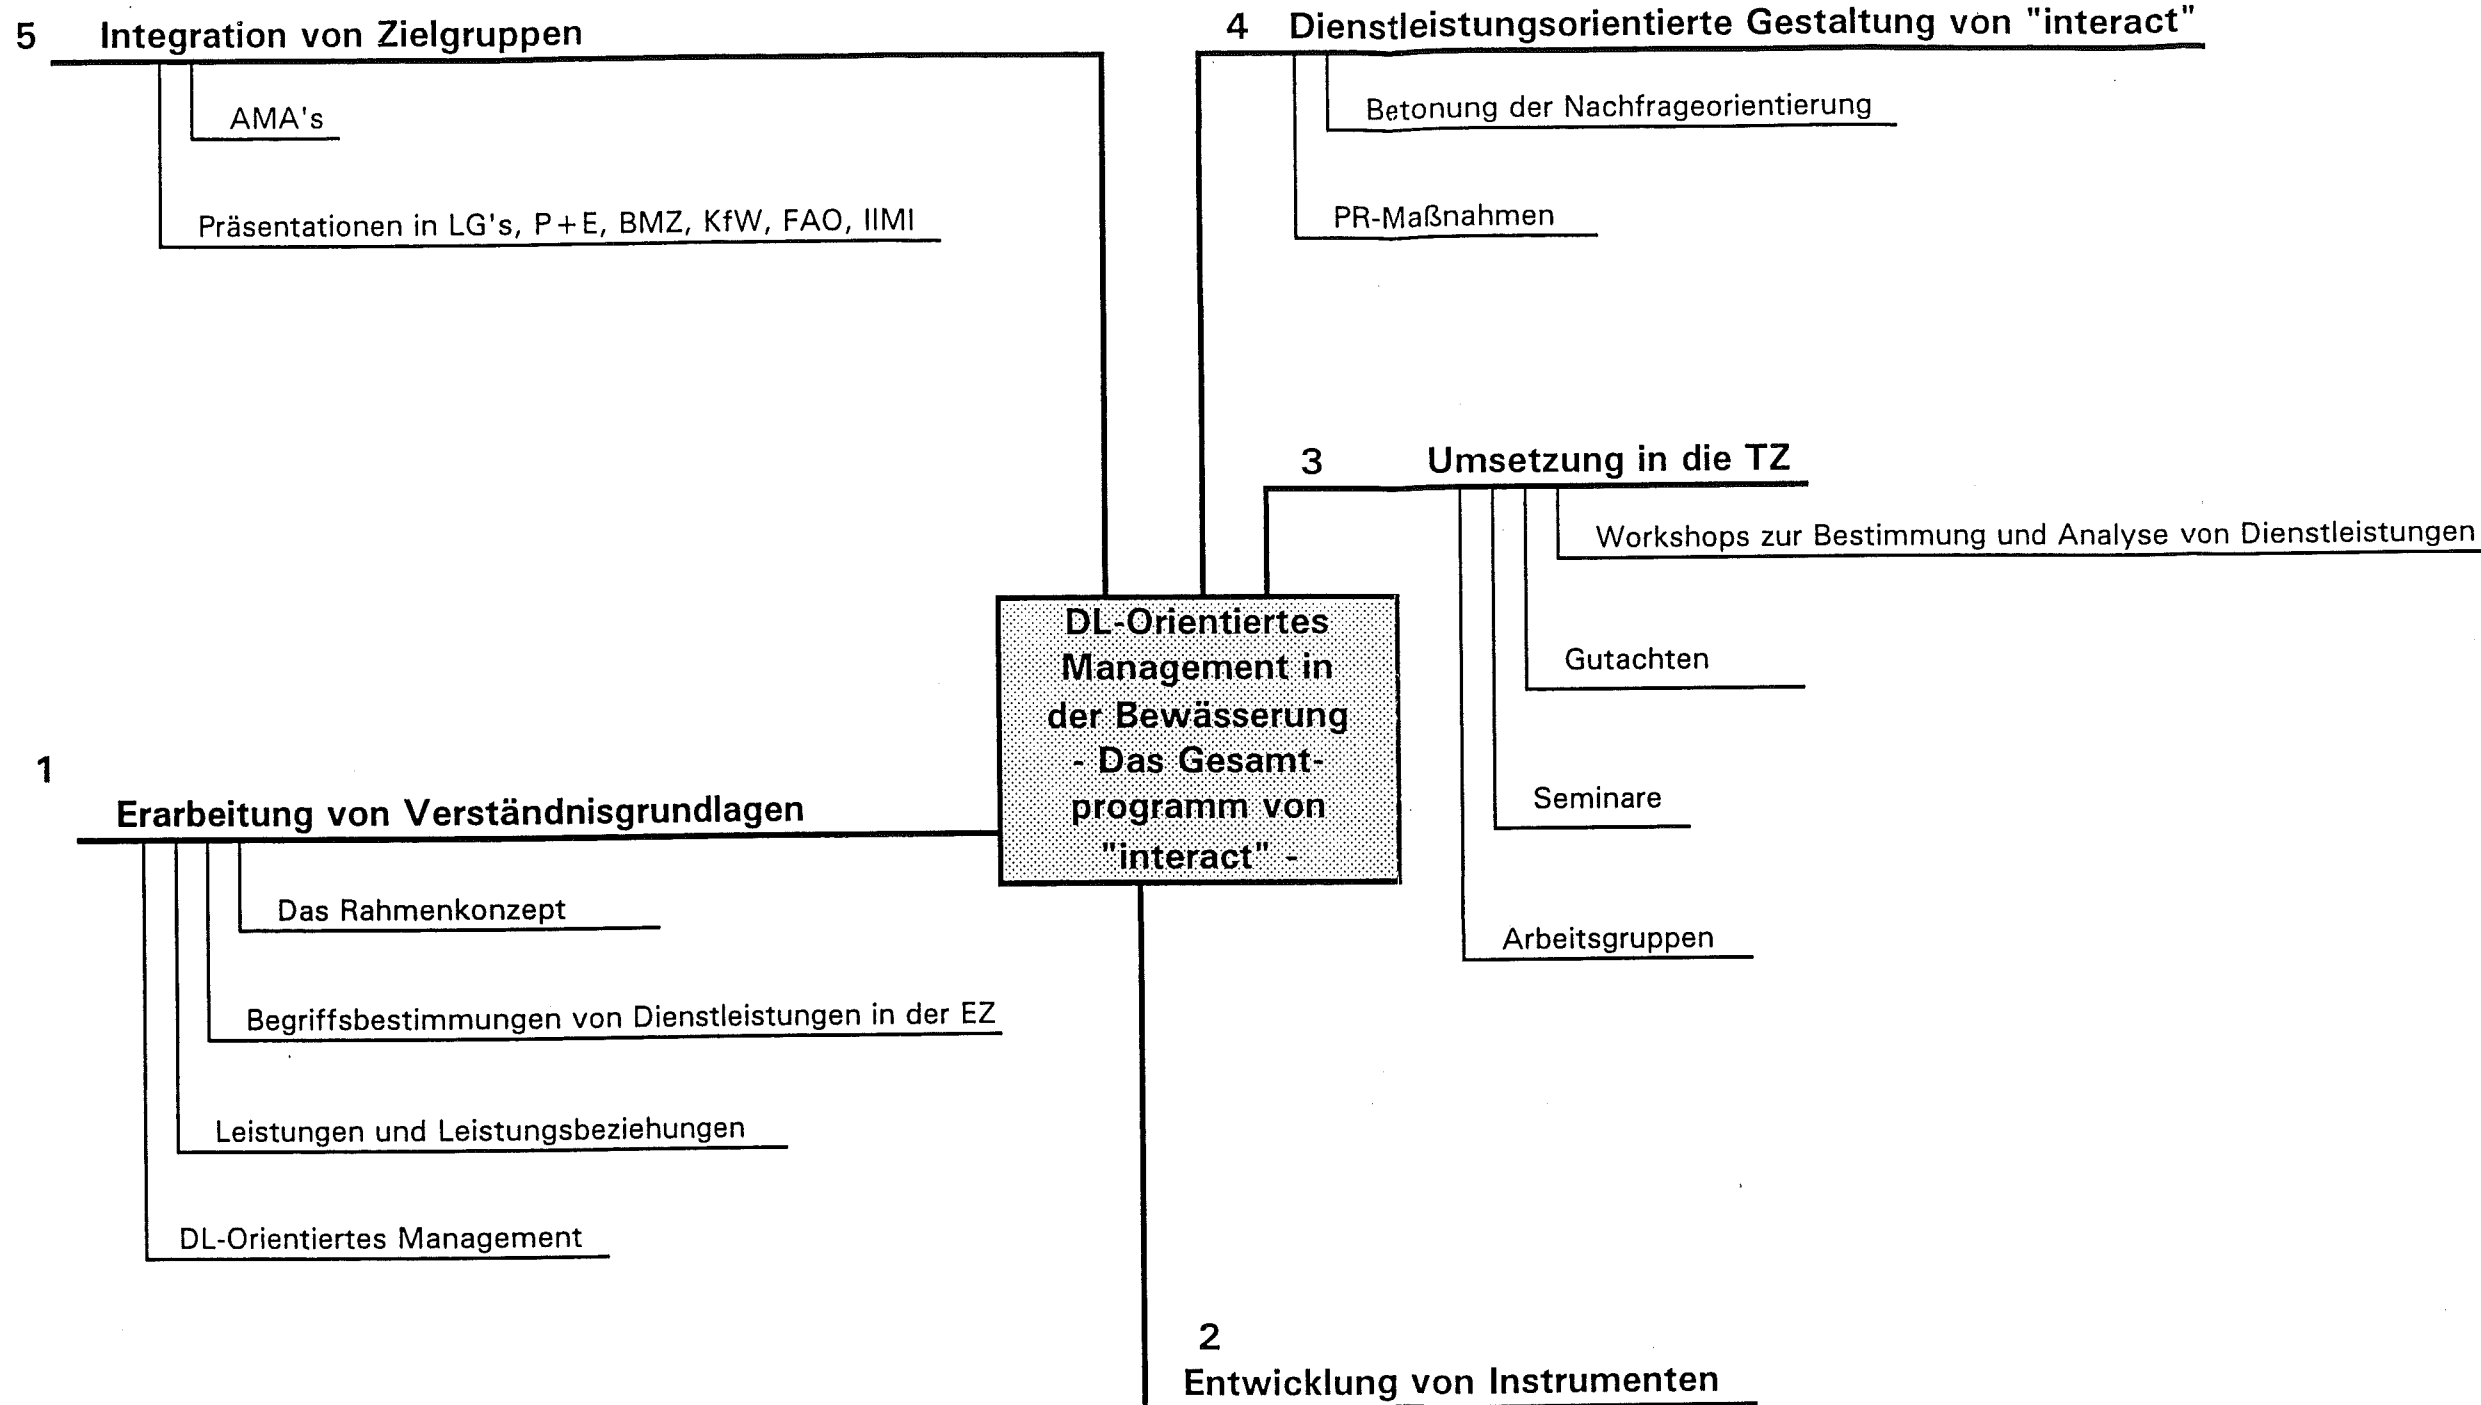 5 Integration von Zielgruppen
AMA's
Präsentationen in LG's, P+E, BMZ, KfW, FAO, IIMI
4 Dienstleistungsorientierte Gestaltung von "interact"
Betonung der Nachfrageorientierung
PR-Maßnahmen
3 Umsetzung in die TZ
Workshops zur Bestimmung und Analyse von Dienstleistungen
Gutachten
Seminare
Arbeitsgruppen
DL-Orientiertes
Management in
der Bewässerung
- Das Gesamt-
programm von
"interact" -
1
Erarbeitung von Verständnisgrundlagen
Das Rahmenkonzept
Begriffsbestimmungen von Dienstleistungen in der EZ
Leistungen und Leistungsbeziehungen
DL-Orientiertes Management
2
Entwicklung von Instrumenten